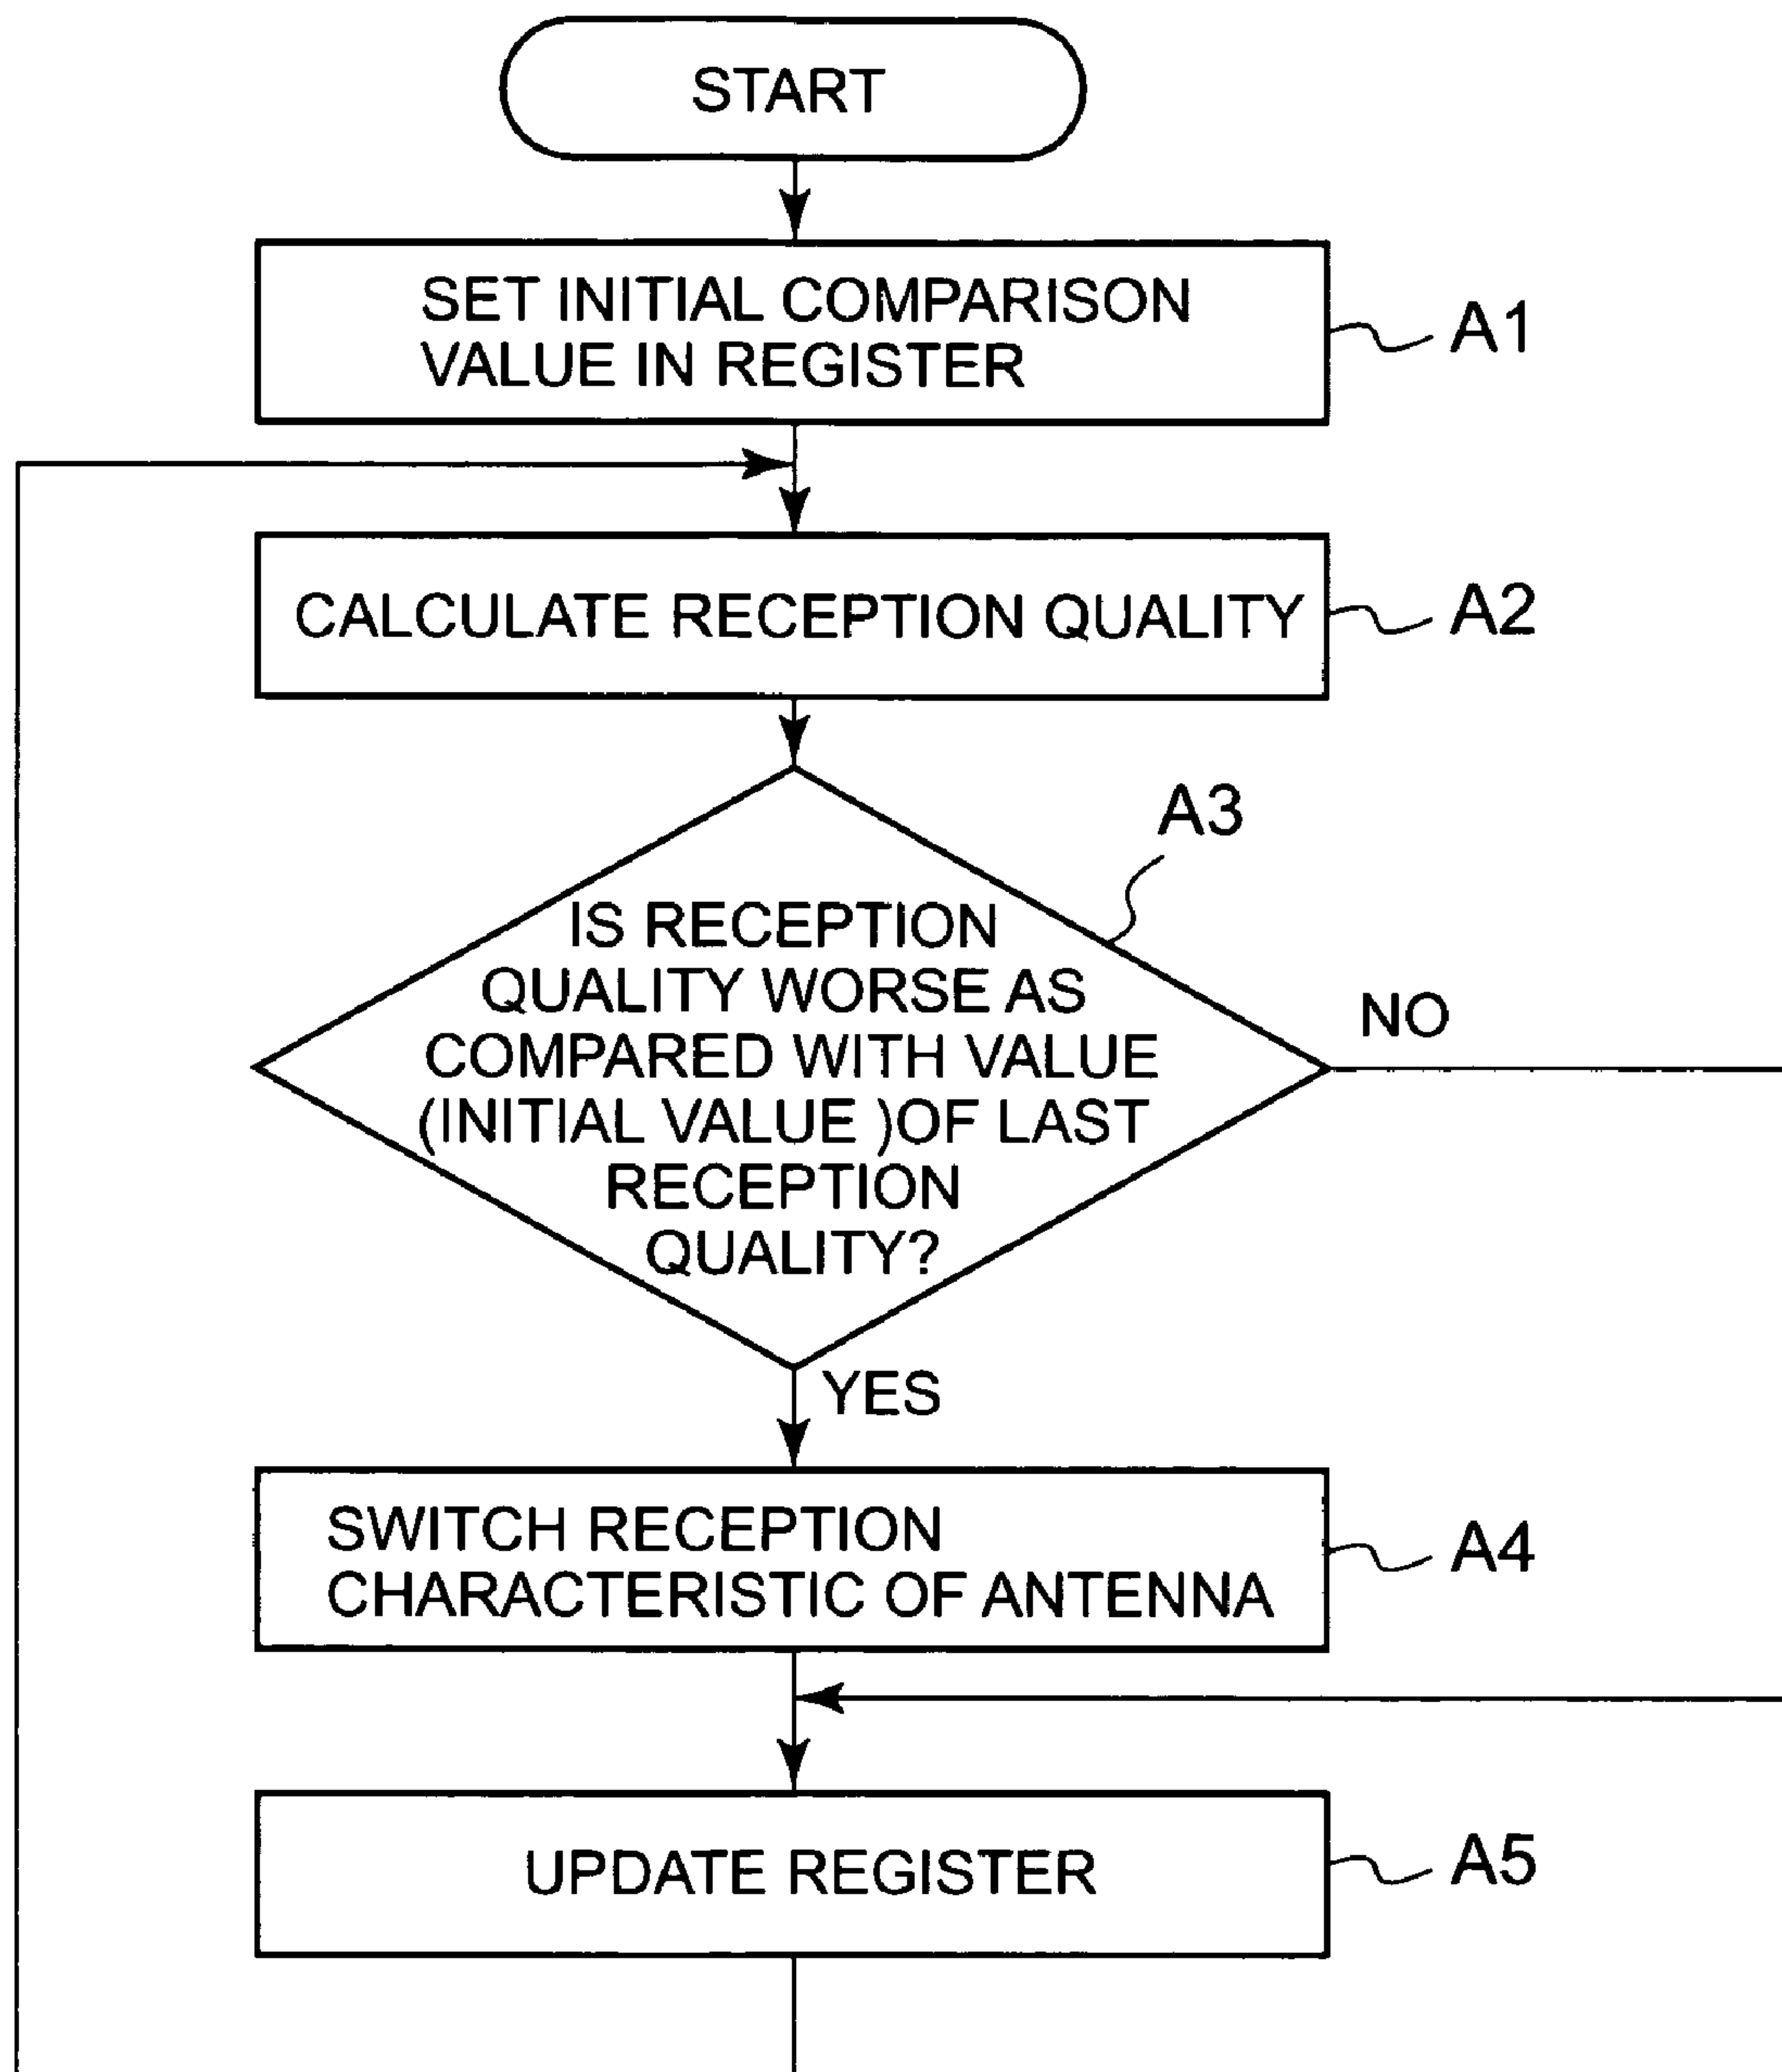 START
SET INITIAL COMPARISON
VALUE IN REGISTER
A1
CALCULATE RECEPTION QUALITY
A2
A3
IS RECEPTION
QUALITY WORSE AS
COMPARED WITH VALUE
(INITIAL VALUE )OF LAST
RECEPTION
QUALITY?
NO
YES
SWITCH RECEPTION
CHARACTERISTIC OF ANTENNA
A4
UPDATE REGISTER
A5